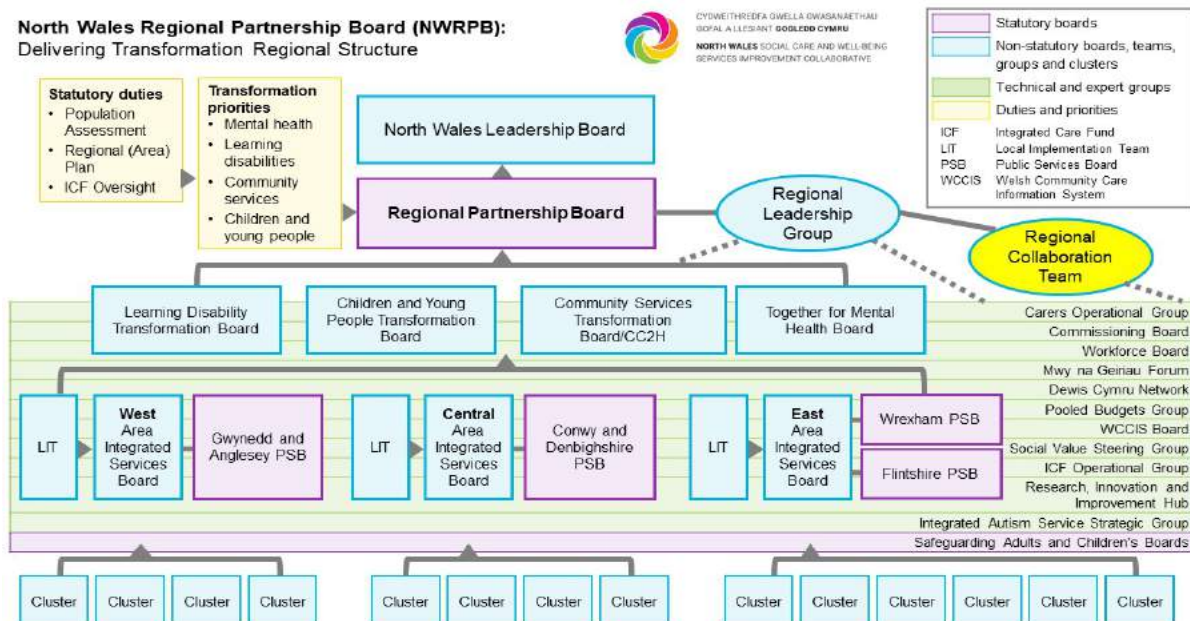 North Wales Regional Partnership Board (NWRPB):
Delivering Transformation Regional Structure
CYDWEITHREDFA GWELLA GWASANAETHAU
GOFAL A LLESIANT GOGLEDD CYMRU
NORTH WALES SOCIAL CARE AND WELL-BEING
SERVICES IMPROVEMENT COLLABORATIVE
Statutory boards
Non-statutory boards, teams,
groups and clusters
Technical and expert groups
Duties and priorities
ICF Integrated Care Fund
LIT Local Implementation Team
PSB Public Services Board
WCCIS Welsh Community Care
Information System
Statutory duties
• Population
Assessment
• Regional (Area)
Plan
• ICF Oversight
Transformation
priorities
• Mental health
• Learning
disabilities
• Community
services
• Children and
young people
North Wales Leadership Board
Regional Partnership Board
Regional
Leadership
Group
Regional
Collaboration
Team
Learning Disability
Transformation Board
Children and Young
People Transformation
Board
Community Services
Transformation
Board/CC2H
Together for Mental
Health Board
Carers Operational Group
Commissioning Board
Workforce Board
Mwy na Geiriau Forum
Dewis Cymru Network
Pooled Budgets Group
WCCIS Board
Social Value Steering Group
ICF Operational Group
Research, Innovation and
Improvement Hub
Integrated Autism Service Strategic Group
Safeguarding Adults and Children's Boards
LIT
West
Area
Integrated
Services
Board
Gwynedd and
Anglesey PSB
LIT
Central
Area
Integrated
Services
Board
Conwy and
Denbighshire
PSB
LIT
East
Area
Integrated
Services
Board
Wrexham PSB
Flintshire PSB
Cluster
Cluster
Cluster
Cluster
Cluster
Cluster
Cluster
Cluster
Cluster
Cluster
Cluster
Cluster
Cluster
Cluster